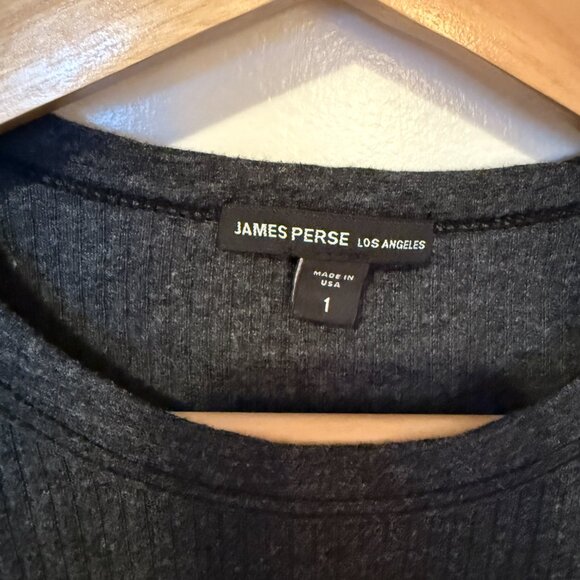 JAMES PERSE LOS ANGELES
MADE IN
USA
1